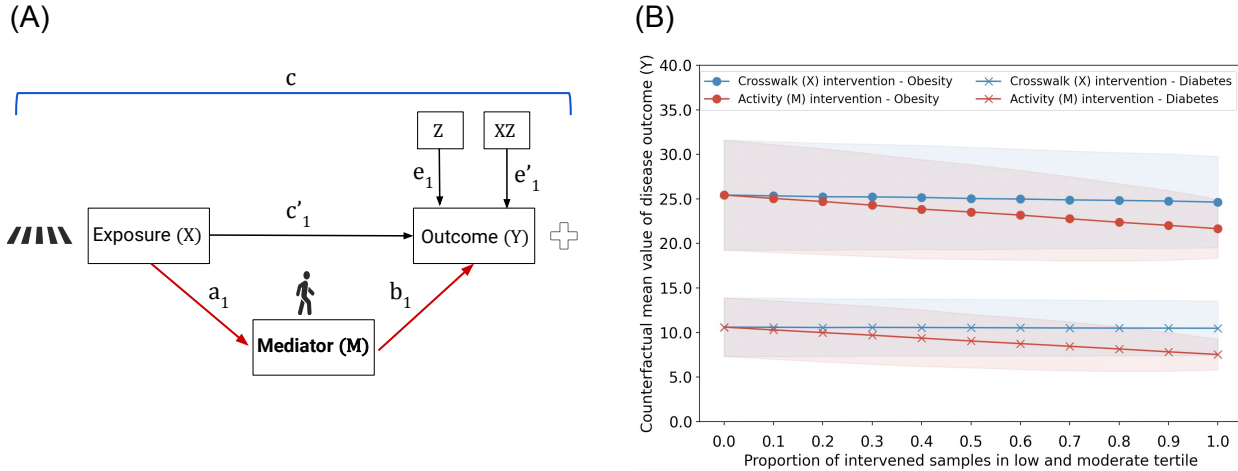 (A)
c
Z
XZ
e₁
e'₁
c'₁
Exposure (X)
Outcome (Y)
a₁
b₁
Mediator (M)
(B)
Counterfactual mean value of disease outcome (Y)
40.0
35.0
30.0
25.0
20.0
15.0
10.0
5.0
0.0
Crosswalk (X) intervention - Obesity
Activity (M) intervention - Obesity
Crosswalk (X) intervention - Diabetes
Activity (M) intervention - Diabetes
0.0 0.1 0.2 0.3 0.4 0.5 0.6 0.7 0.8 0.9 1.0
Proportion of intervened samples in low and moderate tertile